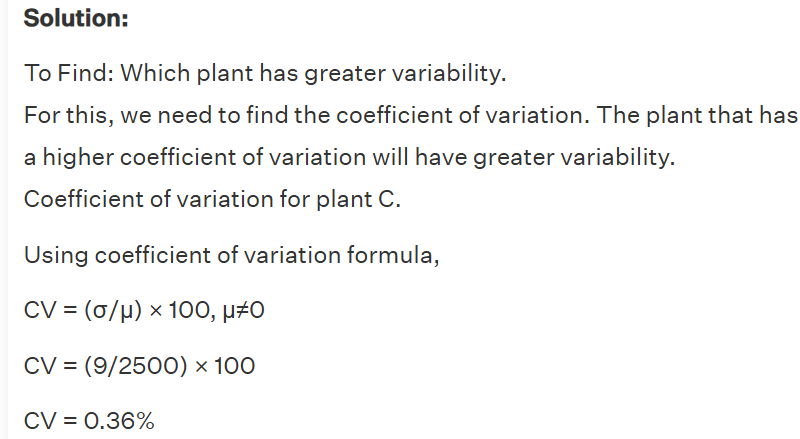 Solution:
To Find: Which plant has greater variability.
For this, we need to find the coefficient of variation. The plant that has
a higher coefficient of variation will have greater variability.
Coefficient of variation for plant C.
Using coefficient of variation formula,
CV = (σ/μ) × 100, μ≠0
CV = (9/2500) × 100
CV = 0.36%